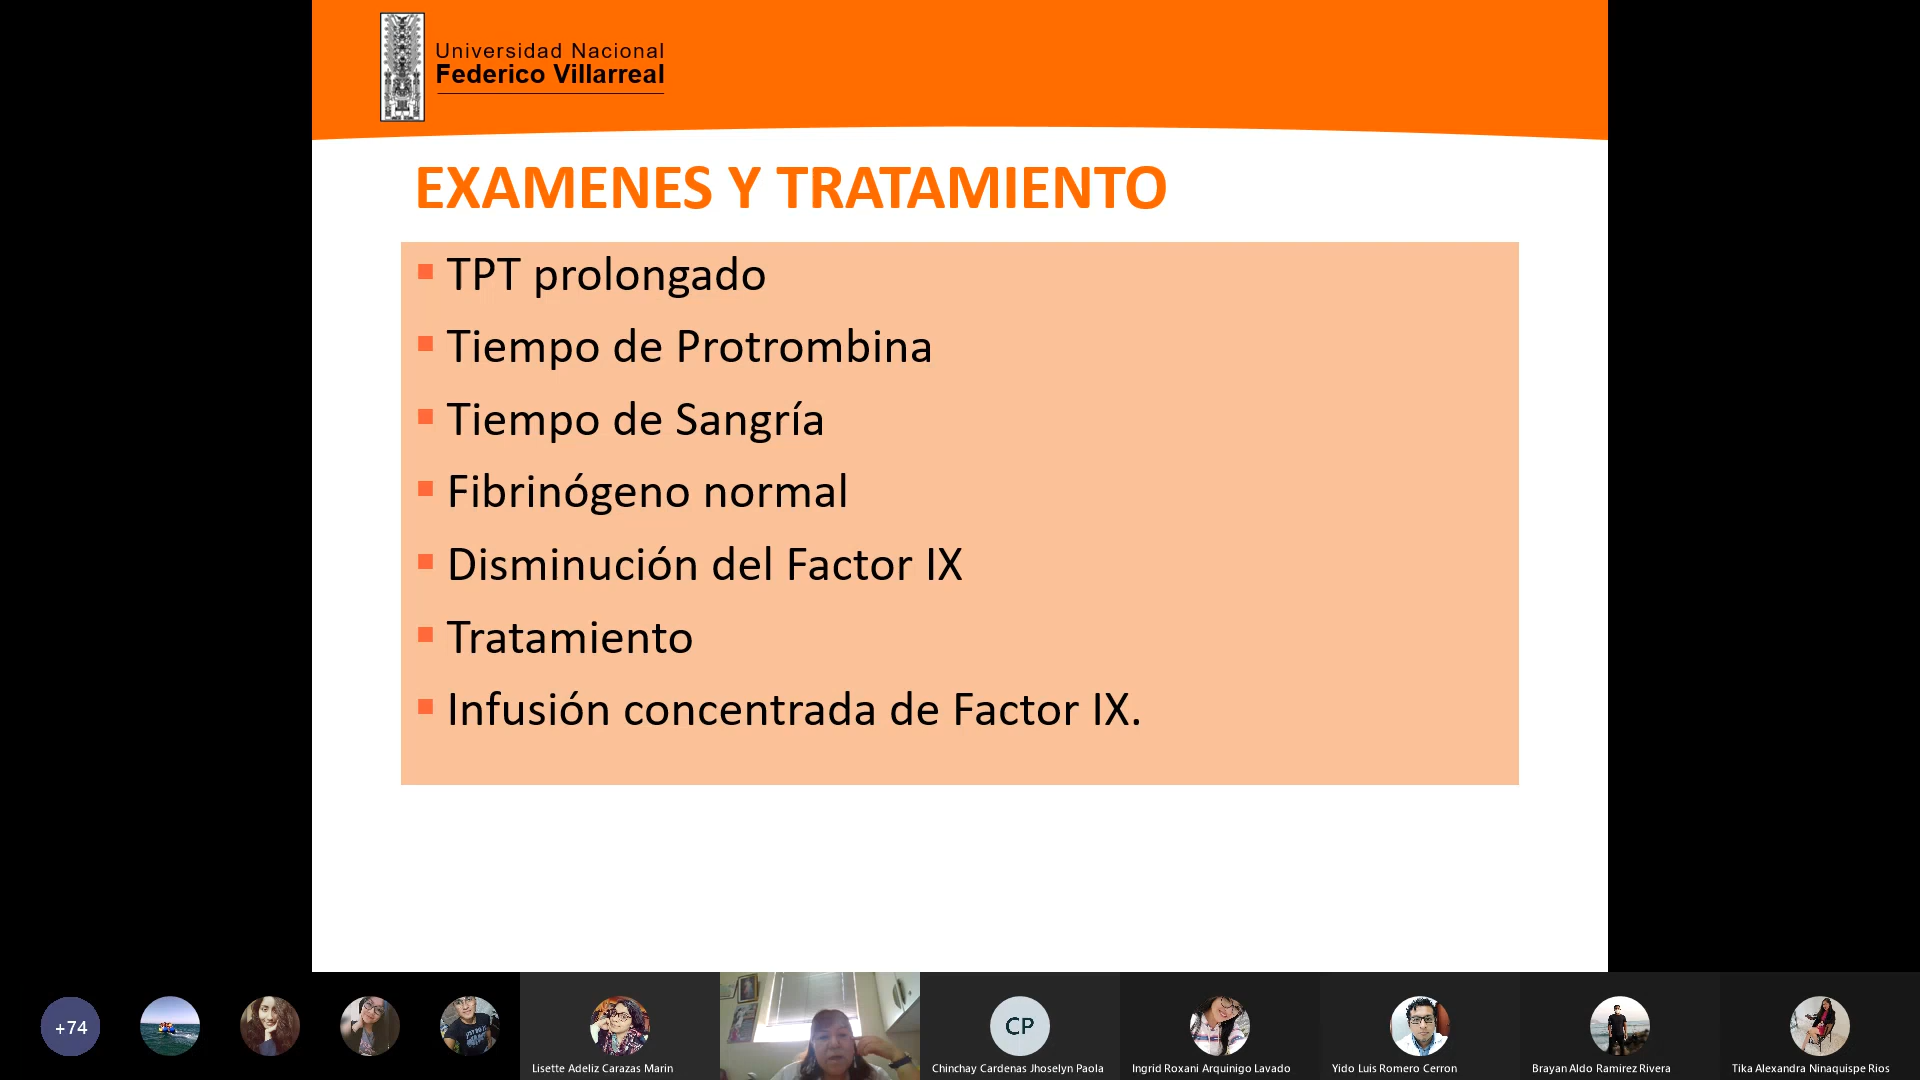 Universidad Nacional
Federico Villarreal
EXAMENES Y TRATAMIENTO
TPT prolongado
Tiempo de Protrombina
Tiempo de Sangría
Fibrinógeno normal
Disminución del Factor IX
Tratamiento
Infusión concentrada de Factor IX.
+74
CP
Lisette Adeliz Carazas Marin
Chinchay Cardenas Jhoselyn Paola
Ingrid Roxani Arquinigo Lavado
Yido Luis Romero Cerron
Brayan Aldo Ramirez Rivera
Tika Alexandra Ninaquispe Rios